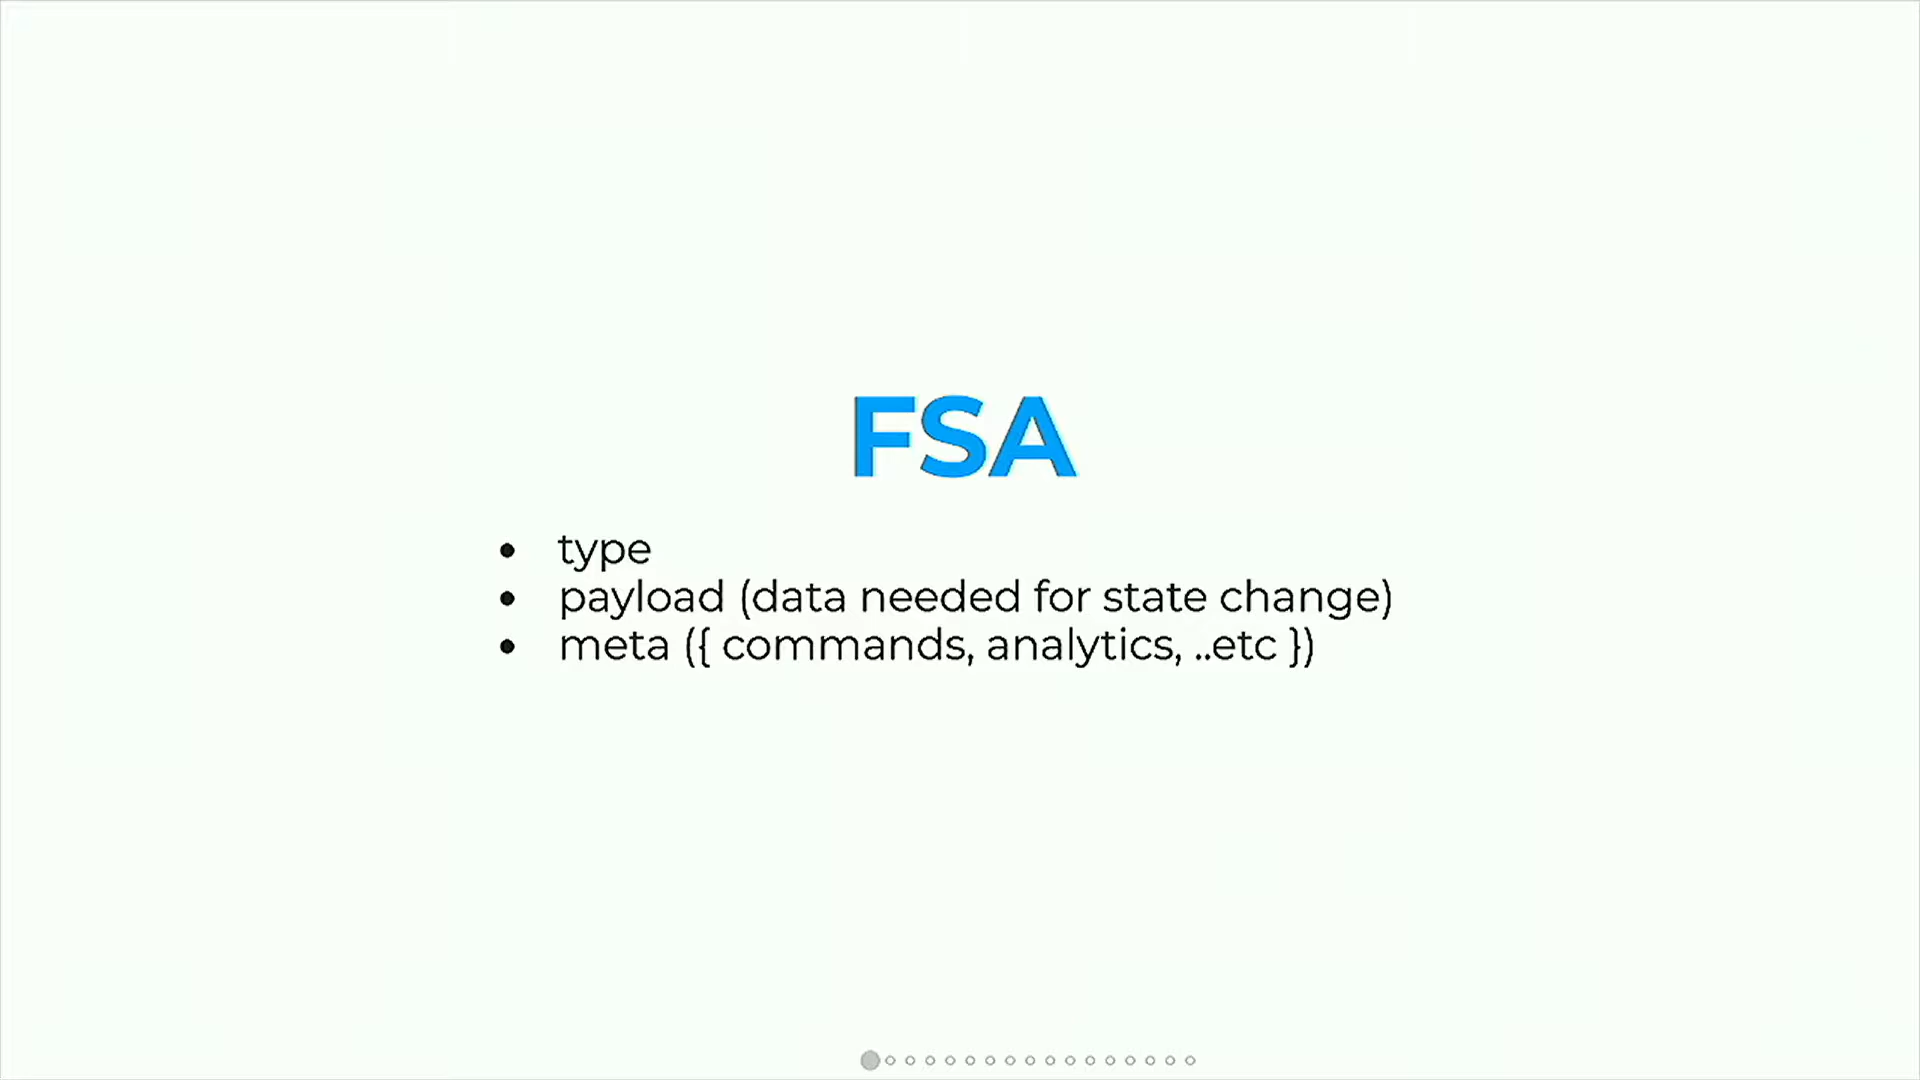 FSA
• type
• payload (data needed for state change)
• meta ({ commands, analytics, ..etc })